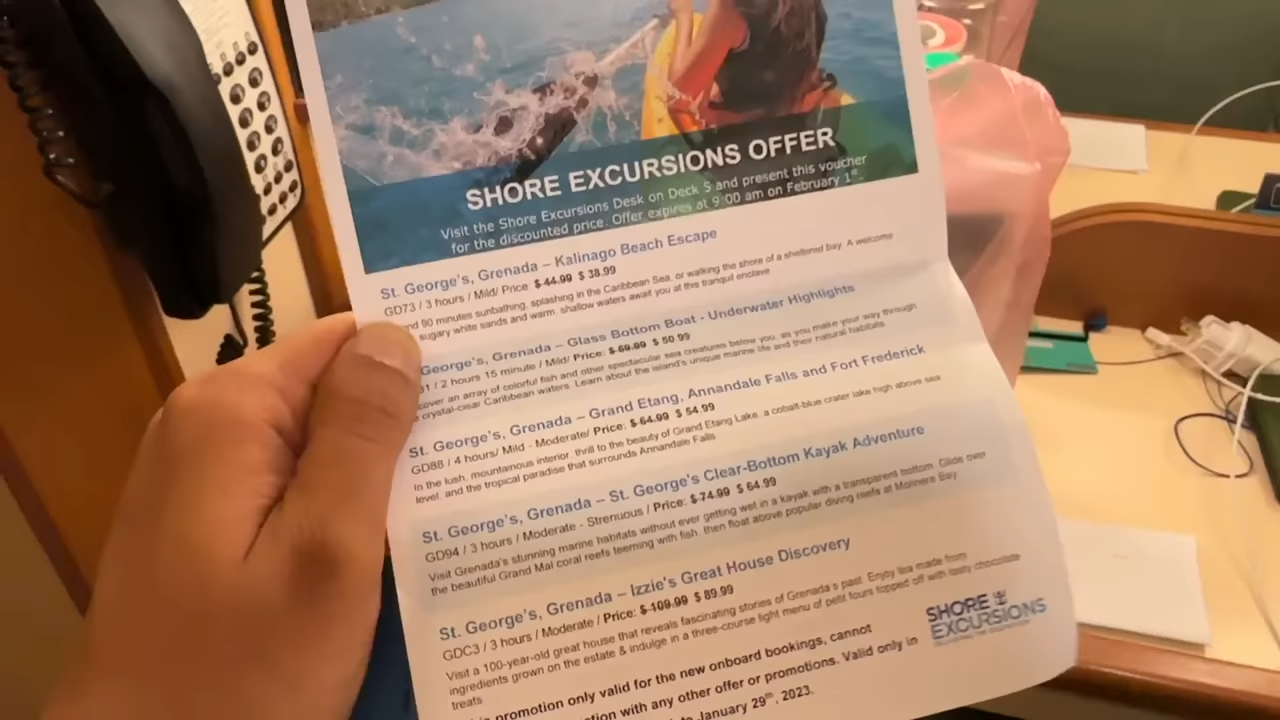 SHORE EXCURSIONS OFFER
Visit the Shore Excursions Desk on Deck 5 and present this voucher
for the discounted price. Offer expires at 9:00 am on February 1st.
St. George's, Grenada – Kalinago Beach Escape
GD73 / 3 hours / Mild/ Price $ 44.99 $ 38.99
nd 90 minutes sunbathing, splashing in the Caribbean Sea, or walking the shore of a sheltered bay. A welcome
sugary white sands and warm, shallow waters await you at this tranquil enclave
George's, Grenada – Glass Bottom Boat - Underwater Highlights
31 / 2 hours 15 minute / Mild/ Price: $ 59.99 $ 50.99
cover an array of colorful fish and other spectacular sea creatures below you, as you make your way through
crystal-clear Caribbean waters. Learn about the island's unique marine life and their natural habitats
St. George's, Grenada – Grand Etang, Annandale Falls and Fort Frederick
GD88 / 4 hours/ Mild - Moderate/ Price: $ 64.99 $ 54.99
In the lush, mountainous interior, thrill to the beauty of Grand Etang Lake, a cobalt-blue crater lake high above sea
level, and the tropical paradise that surrounds Annandale Falls
St. George's, Grenada – St. George's Clear-Bottom Kayak Adventure
GD94 / 3 hours / Moderate - Strenuous / Price: $ 74.99 $ 64.99
Visit Grenada's stunning marine habitats without ever getting wet in a kayak with a transparent bottom. Glide over
the beautiful Grand Mal coral reefs teeming with fish, then float above popular diving reefs at Molinere Bay
St. George's, Grenada – Izzie's Great House Discovery
GDC3 / 3 hours / Moderate / Price: $ 109.99 $ 89.99
Visit a 100-year-old great house that reveals fascinating stories of Grenada's past. Enjoy tea made from
ingredients grown on the estate & indulge in a three-course light menu of petit fours topped off with tasty chocolate
treats
SHORE
EXCURSIONS
promotion only valid for the new onboard bookings, cannot
tion with any other offer or promotions. Valid only in
January 29th, 2023.